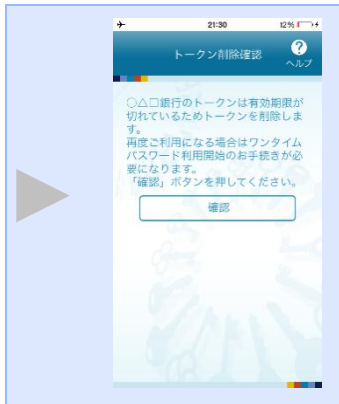 21:30
12%
トークン削除確認
?
ヘルプ
○△□銀行のトークンは有効期限が
切れているためトークンを削除しま
す。
再度ご利用になる場合はワンタイム
パスワード利用開始のお手続きが必
要になります。
「確認」ボタンを押してください。
確認